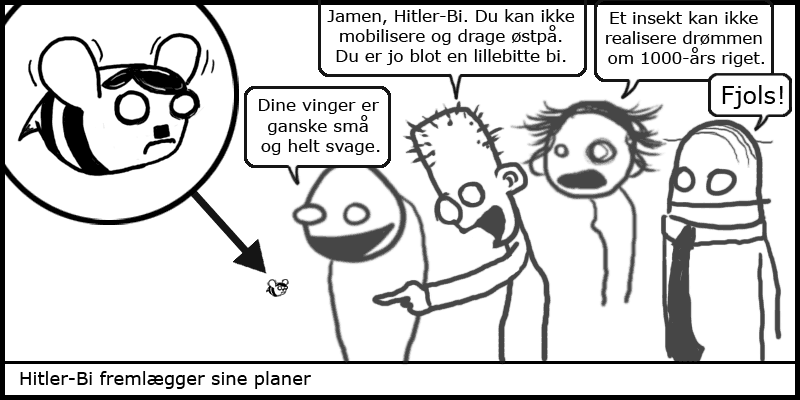 Dine vinger er
ganske små
og helt svage.
Jamen, Hitler-Bi. Du kan ikke
mobilisere og drage østpå.
Du er jo blot en lillebitte bi.
Et insekt kan ikke
realisere drømmen
om 1000-års riget.
Fjols!
Hitler-Bi fremlægger sine planer